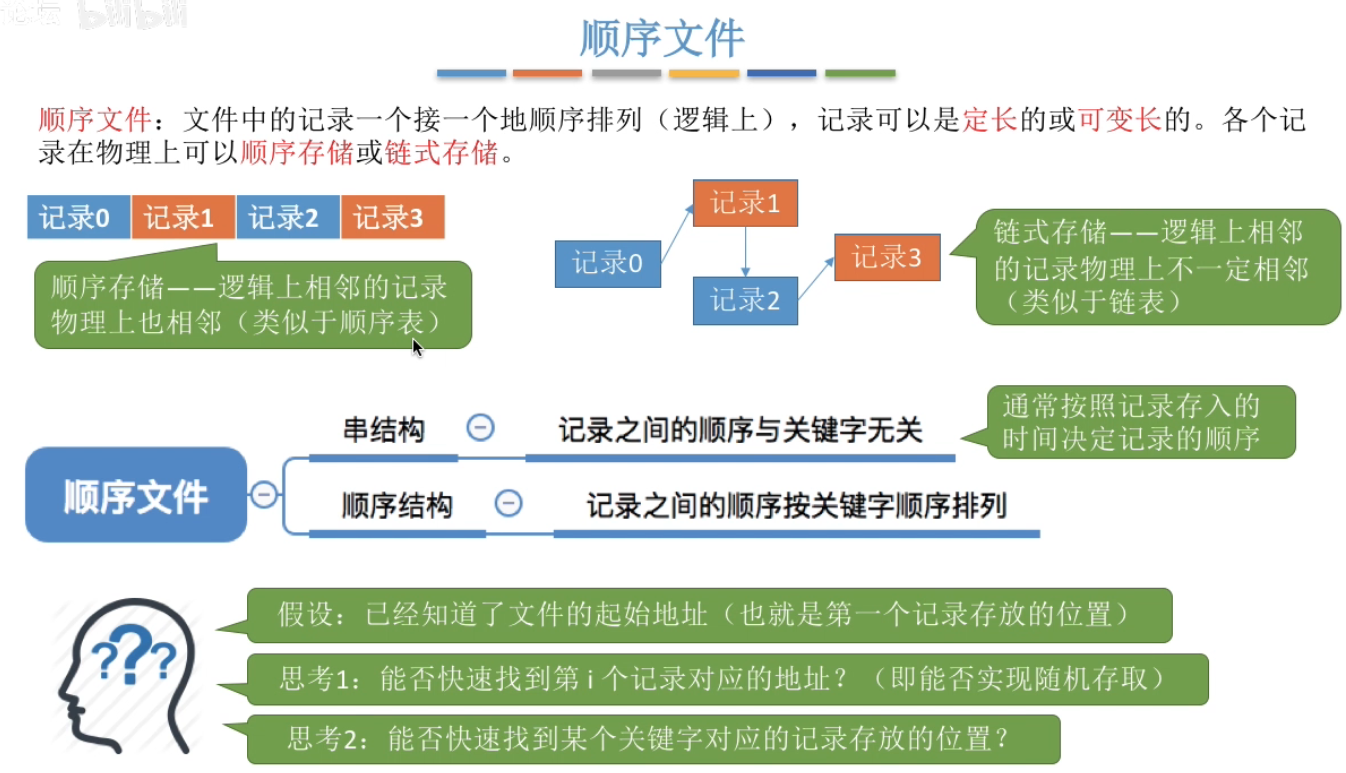 论坛 bilibili
顺序文件
顺序文件：文件中的记录一个接一个地顺序排列（逻辑上），记录可以是定长的或可变长的。各个记
录在物理上可以顺序存储或链式存储。
记录0 记录1 记录2 记录3
顺序存储——逻辑上相邻的记录
物理上也相邻（类似于顺序表）
记录0
记录1
记录2
记录3
链式存储——逻辑上相邻
的记录物理上不一定相邻
（类似于链表）
顺序文件
串结构
记录之间的顺序与关键字无关
通常按照记录存入的
时间决定记录的顺序
顺序结构
记录之间的顺序按关键字顺序排列
???
假设：已经知道了文件的起始地址（也就是第一个记录存放的位置）
思考1：能否快速找到第 i 个记录对应的地址？（即能否实现随机存取）
思考2：能否快速找到某个关键字对应的记录存放的位置？